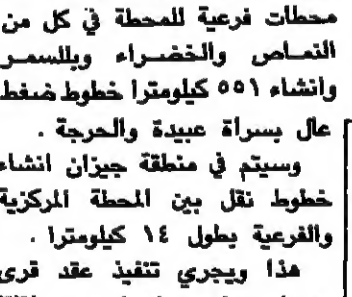 محطات فرعية للمحطة في كل من
النماص والخضراء وبللسمر
وانشاء ٥٥١ كيلومترا خطوط ضغط
عال بسراة عبيدة والحرجة .
وسيتم في منطقة جيزان انشاء
خطوط نقل بين المحطة المركزية
والفرعية بطول ١٤ كيلومترا .
هذا ويجري تنفيذ عقد قرى